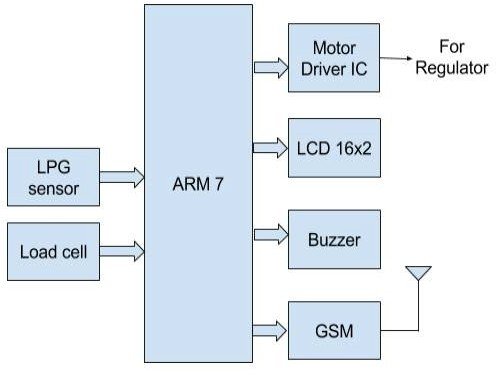 Motor
Driver IC
For
Regulator
LCD 16x2
LPG
sensor
ARM 7
Load cell
Buzzer
GSM